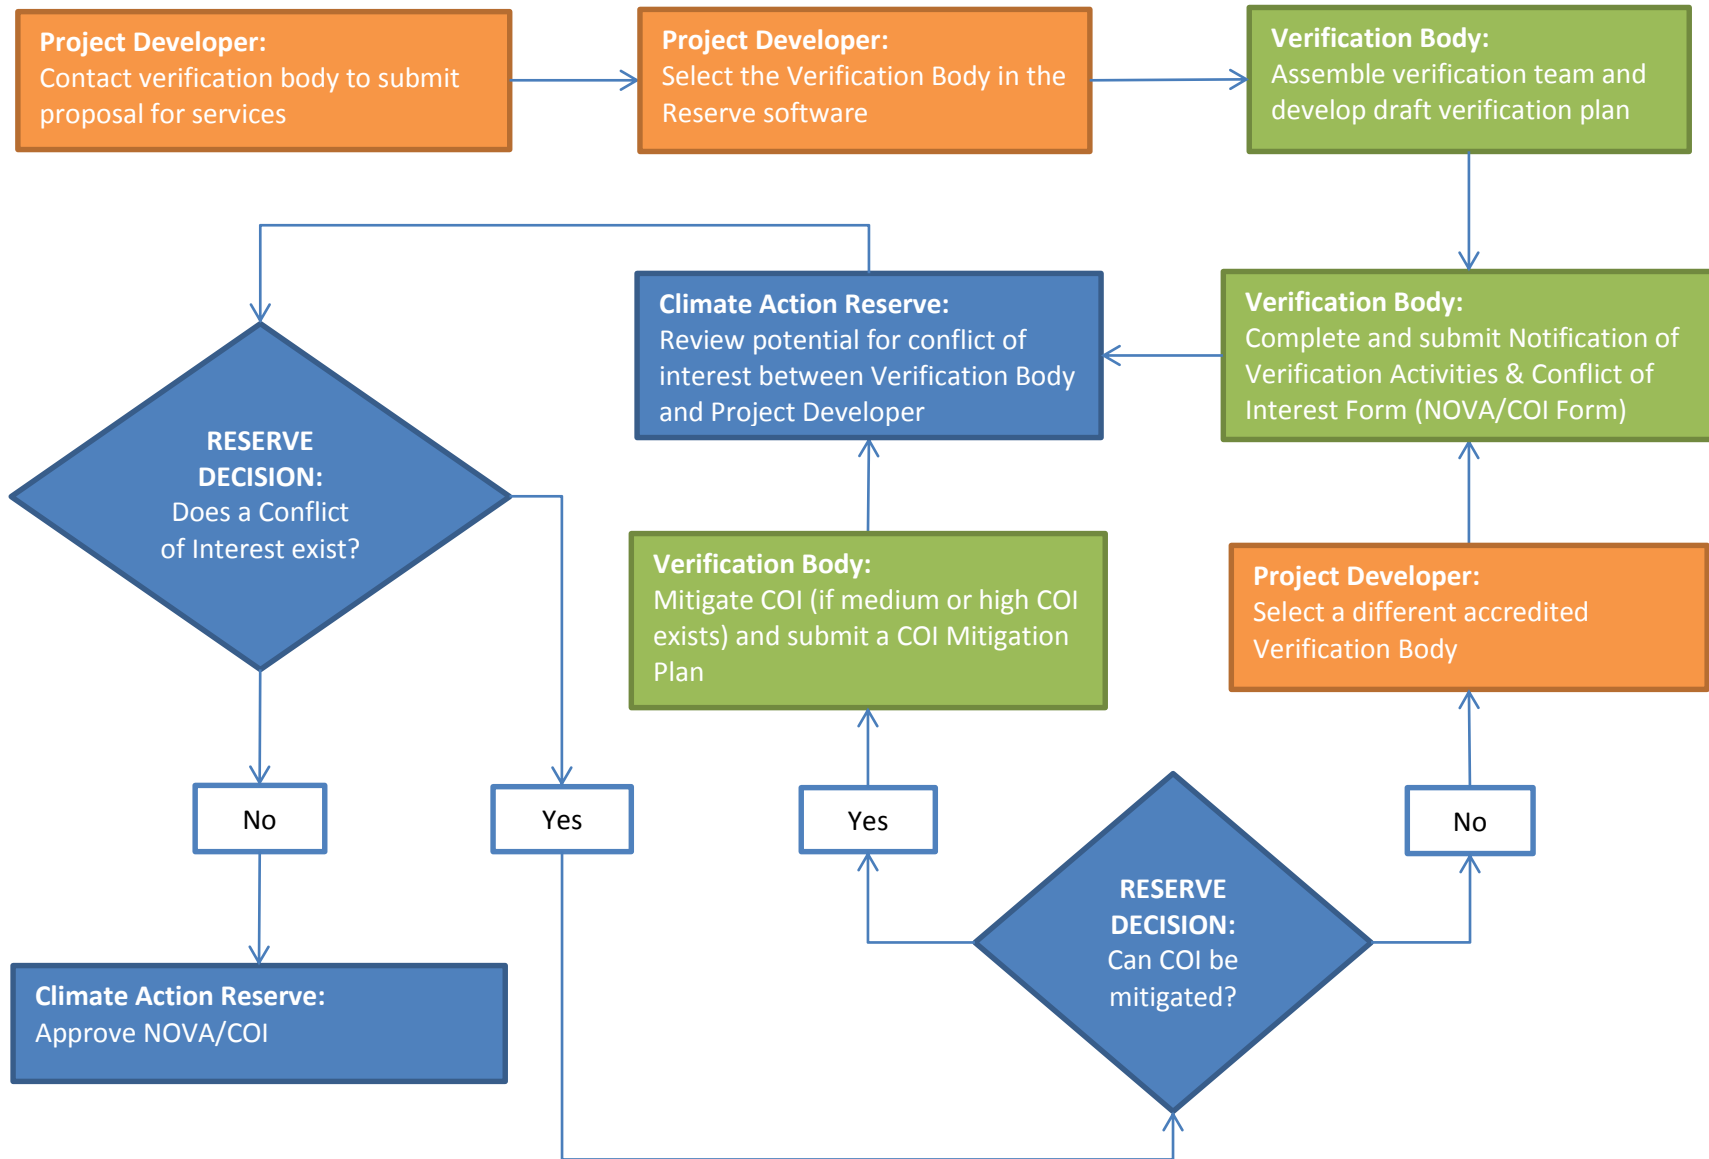 Project Developer:
Contact verification body to submit
proposal for services
Project Developer:
Select the Verification Body in the
Reserve software
Verification Body:
Assemble verification team and
develop draft verification plan
Climate Action Reserve:
Review potential for conflict of
interest between Verification Body
and Project Developer
Verification Body:
Complete and submit Notification of
Verification Activities & Conflict of
Interest Form (NOVA/COI Form)
RESERVE
DECISION:
Does a Conflict
of Interest exist?
Verification Body:
Mitigate COI (if medium or high COI
exists) and submit a COI Mitigation
Plan
Project Developer:
Select a different accredited
Verification Body
No
Yes
Yes
No
RESERVE
DECISION:
Can COI be
mitigated?
Climate Action Reserve:
Approve NOVA/COI